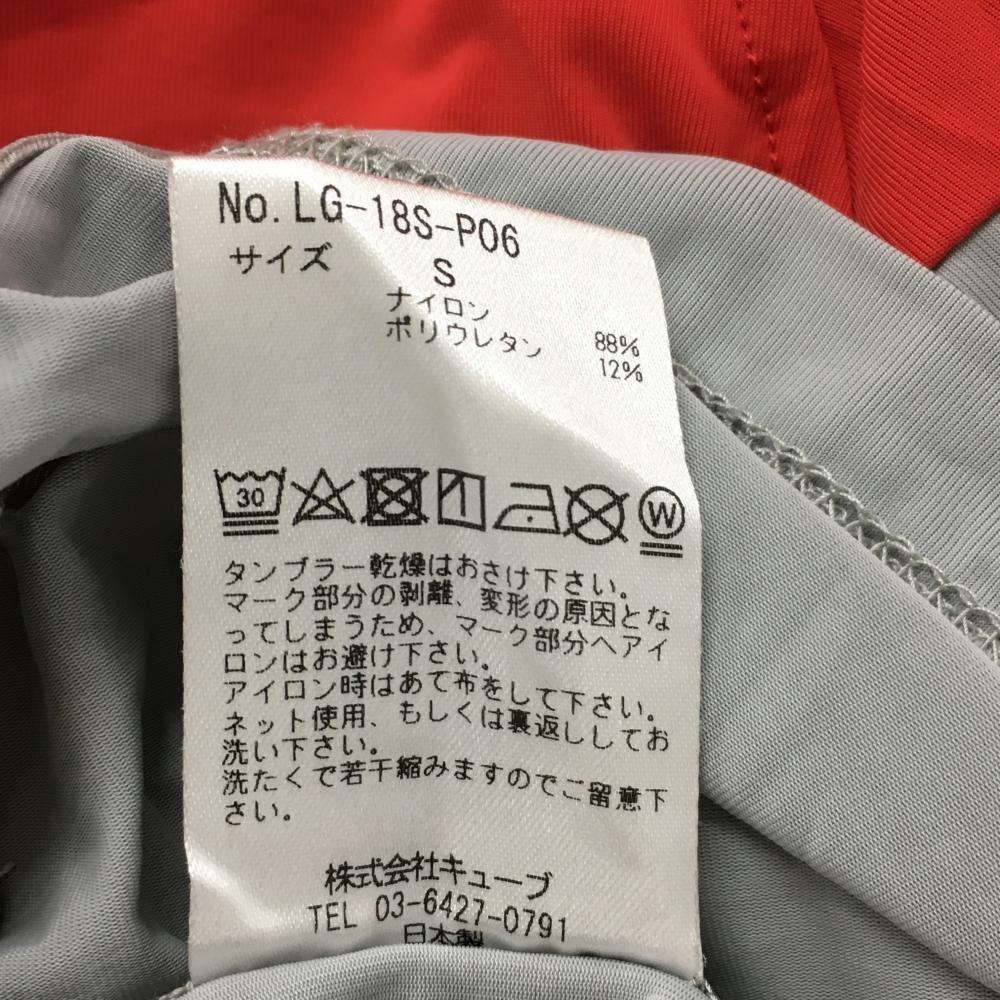 No. LG-18S-P06
サイズ S
ナイロン 88%
ポリウレタン 12%
30 W
タンブラー乾燥はおさけ下さい。
マーク部分の剥離、変形の原因とな
ってしまうため、マーク部分へアイ
ロンはお避け下さい。
アイロン時はあて布をして下さい。
ネット使用、もしくは裏返ししてお
洗い下さい。
洗たくで若干縮みますのでご留意下
さい。
株式会社キューブ
TEL 03-6427-0791
日本製